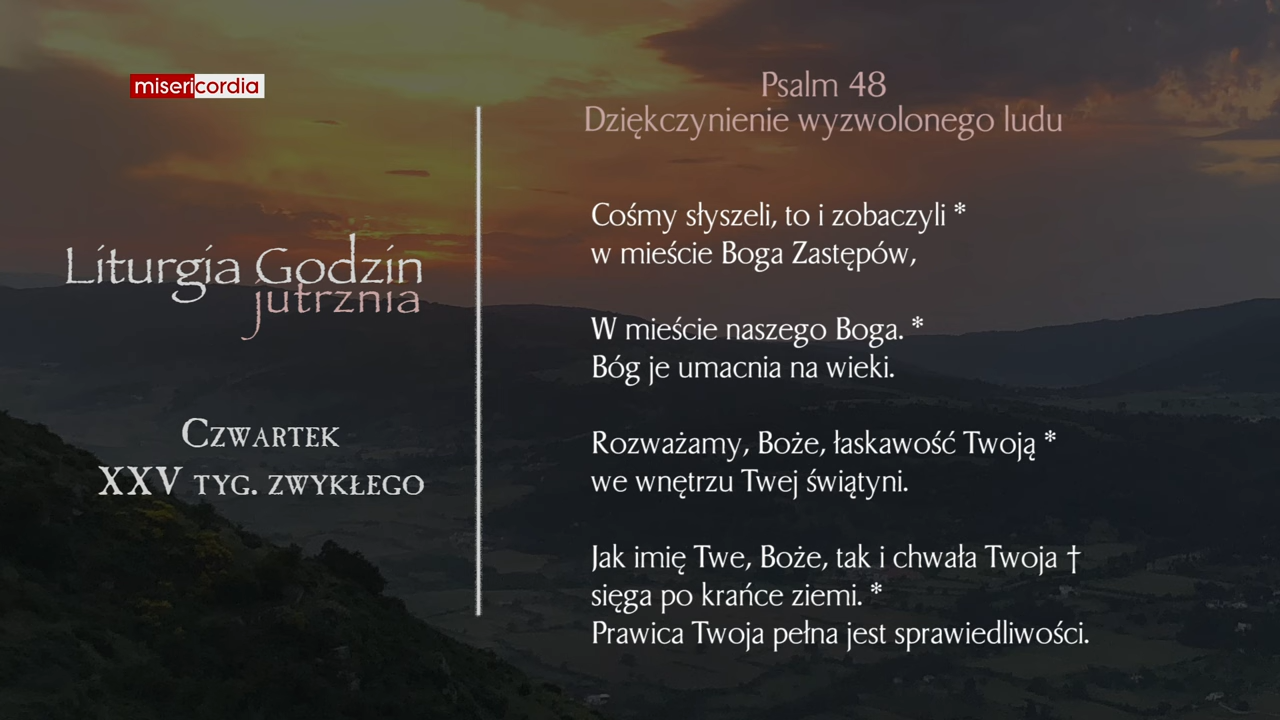 misericordia
Liturgia Godzin
jutrznia
Czwartek
XXV tyg. zwykłego
Psalm 48
Dziękczynienie wyzwolonego ludu
Cośmy słyszeli, to i zobaczyli *
w mieście Boga Zastępów,
W mieście naszego Boga. *
Bóg je umacnia na wieki.
Rozważamy, Boże, łaskawość Twoją *
we wnętrzu Twej świątyni.
Jak imię Twe, Boże, tak i chwała Twoja †
sięga po krańce ziemi. *
Prawica Twoja pełna jest sprawiedliwości.